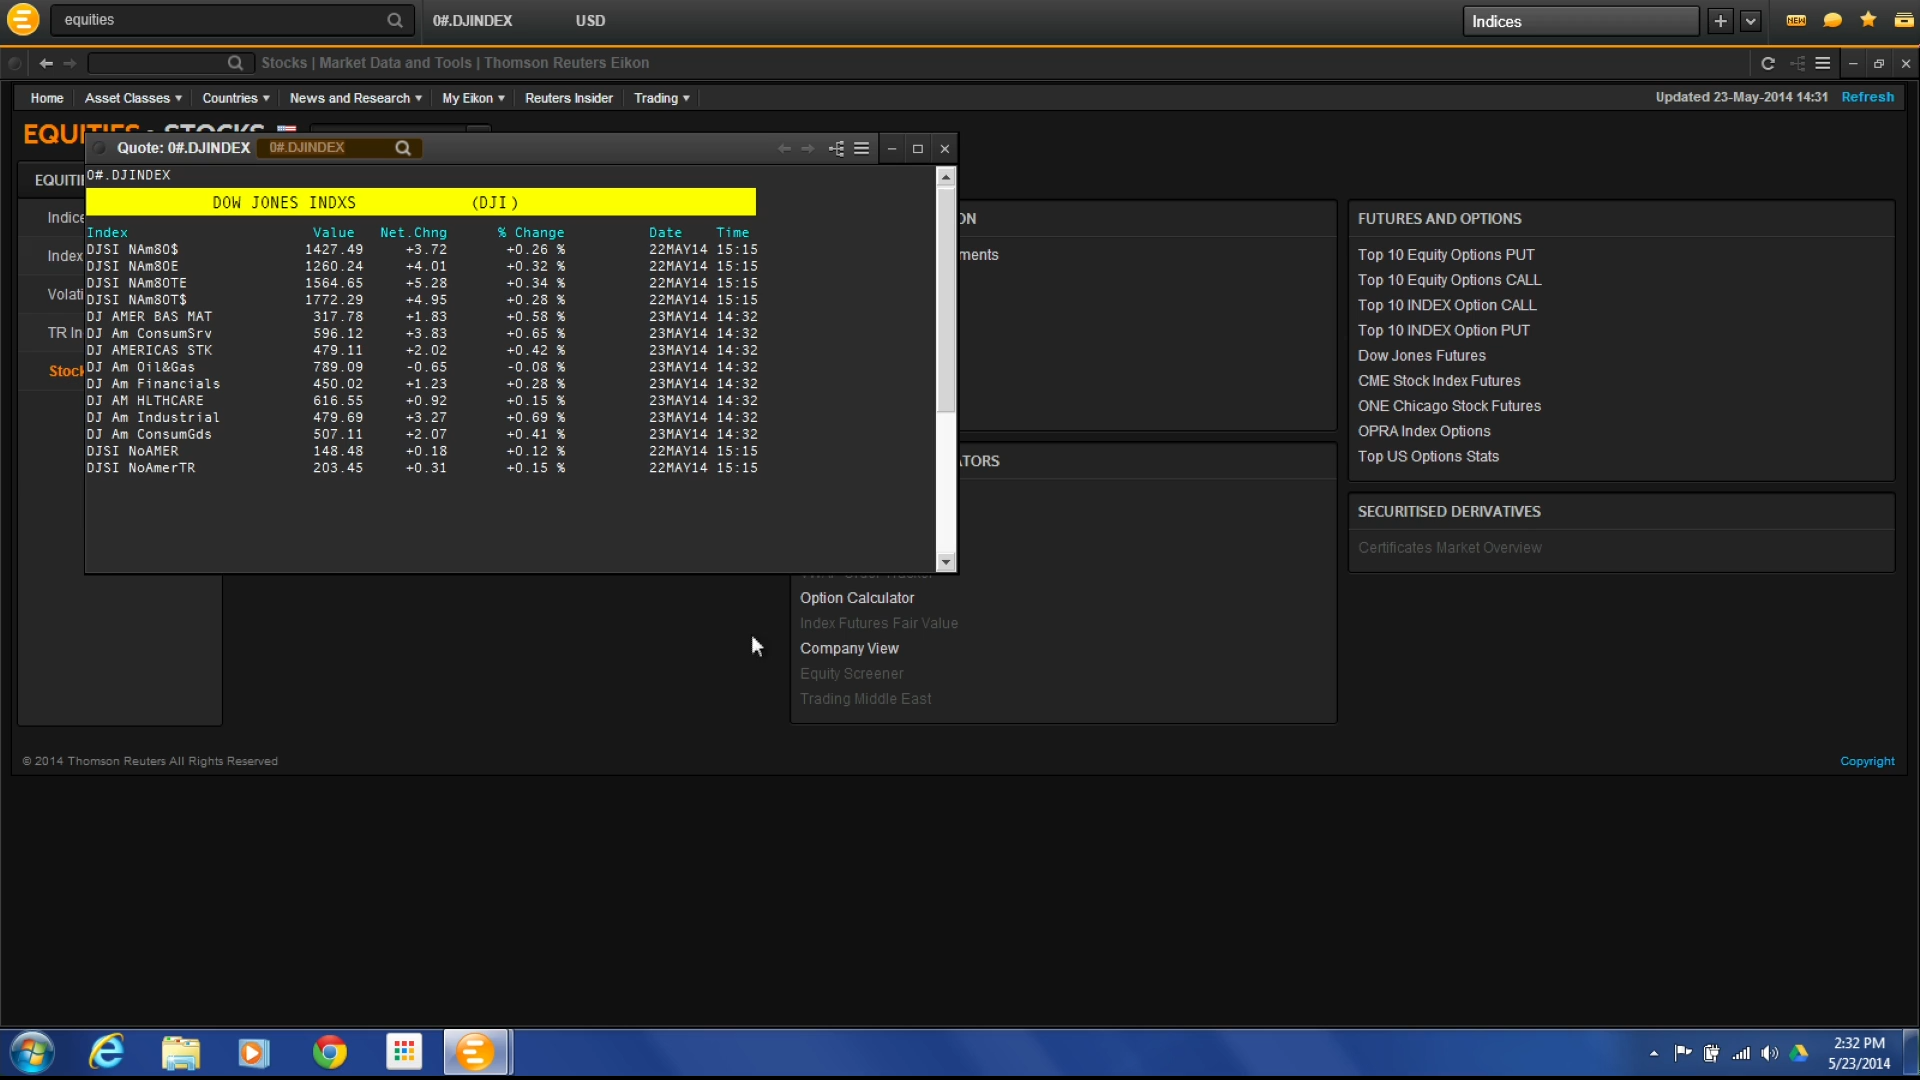 equities
0#.DJINDEX
USD
Indices
NEW
Stocks | Market Data and Tools | Thomson Reuters Eikon
Home
Asset Classes
Countries
News and Research
My Eikon
Reuters Insider
Trading
Updated 23-May-2014 14:31
Refresh
Quote: 0#.DJINDEX
0#.DJINDEX
0#.DJINDEX
DOW JONES INDXS (DJI)
Index Value Net.Chng % Change Date Time
DJSI NAm80$ 1427.49 +3.72 +0.26 % 22MAY14 15:15
DJSI NAm80E 1260.24 +4.01 +0.32 % 22MAY14 15:15
DJSI NAm80TE 1564.65 +5.28 +0.34 % 22MAY14 15:15
DJSI NAm80T$ 1772.29 +4.95 +0.28 % 22MAY14 15:15
DJ AMER BAS MAT 317.78 +1.83 +0.58 % 23MAY14 14:32
DJ Am ConsumSrv 596.12 +3.83 +0.65 % 23MAY14 14:32
DJ AMERICAS STK 479.11 +2.02 +0.42 % 23MAY14 14:32
DJ Am Oil&Gas 789.09 -0.65 -0.08 % 23MAY14 14:32
DJ Am Financials 450.02 +1.23 +0.28 % 23MAY14 14:32
DJ AM HLTHCARE 616.55 +0.92 +0.15 % 23MAY14 14:32
DJ Am Industrial 479.69 +3.27 +0.69 % 23MAY14 14:32
DJ Am ConsumGds 507.11 +2.07 +0.41 % 23MAY14 14:32
DJSI NoAMER 148.48 +0.18 +0.12 % 22MAY14 15:15
DJSI NoAmerTR 203.45 +0.31 +0.15 % 22MAY14 15:15
Option Calculator
Index Futures Fair Value
Company View
Equity Screener
Trading Middle East
FUTURES AND OPTIONS
Top 10 Equity Options PUT
Top 10 Equity Options CALL
Top 10 INDEX Option CALL
Top 10 INDEX Option PUT
Dow Jones Futures
CME Stock Index Futures
ONE Chicago Stock Futures
OPRA Index Options
Top US Options Stats
SECURITISED DERIVATIVES
Certificates Market Overview
© 2014 Thomson Reuters All Rights Reserved
Copyright
2:32 PM
5/23/2014